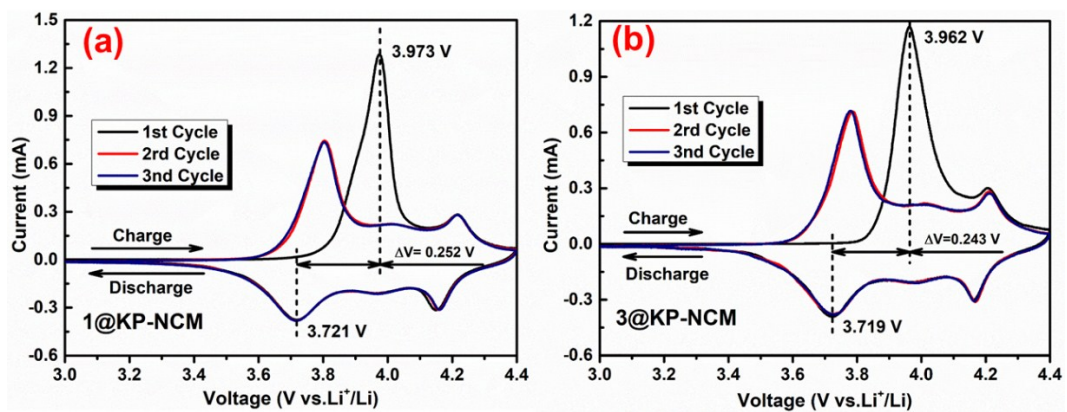 (a)
3.973 V
1st Cycle
2rd Cycle
3nd Cycle
Charge
Discharge
ΔV= 0.252 V
3.721 V
1@KP-NCM
Current (mA)
1.5
1.2
0.9
0.6
0.3
0.0
-0.3
-0.6
3.0 3.2 3.4 3.6 3.8 4.0 4.2 4.4
Voltage (V vs.Li⁺/Li)
(b)
3.962 V
1st Cycle
2rd Cycle
3nd Cycle
Charge
Discharge
ΔV=0.243 V
3.719 V
3@KP-NCM
Current (mA)
1.2
0.9
0.6
0.3
0.0
-0.3
-0.6
3.0 3.2 3.4 3.6 3.8 4.0 4.2 4.4
Voltage (V vs.Li⁺/Li)